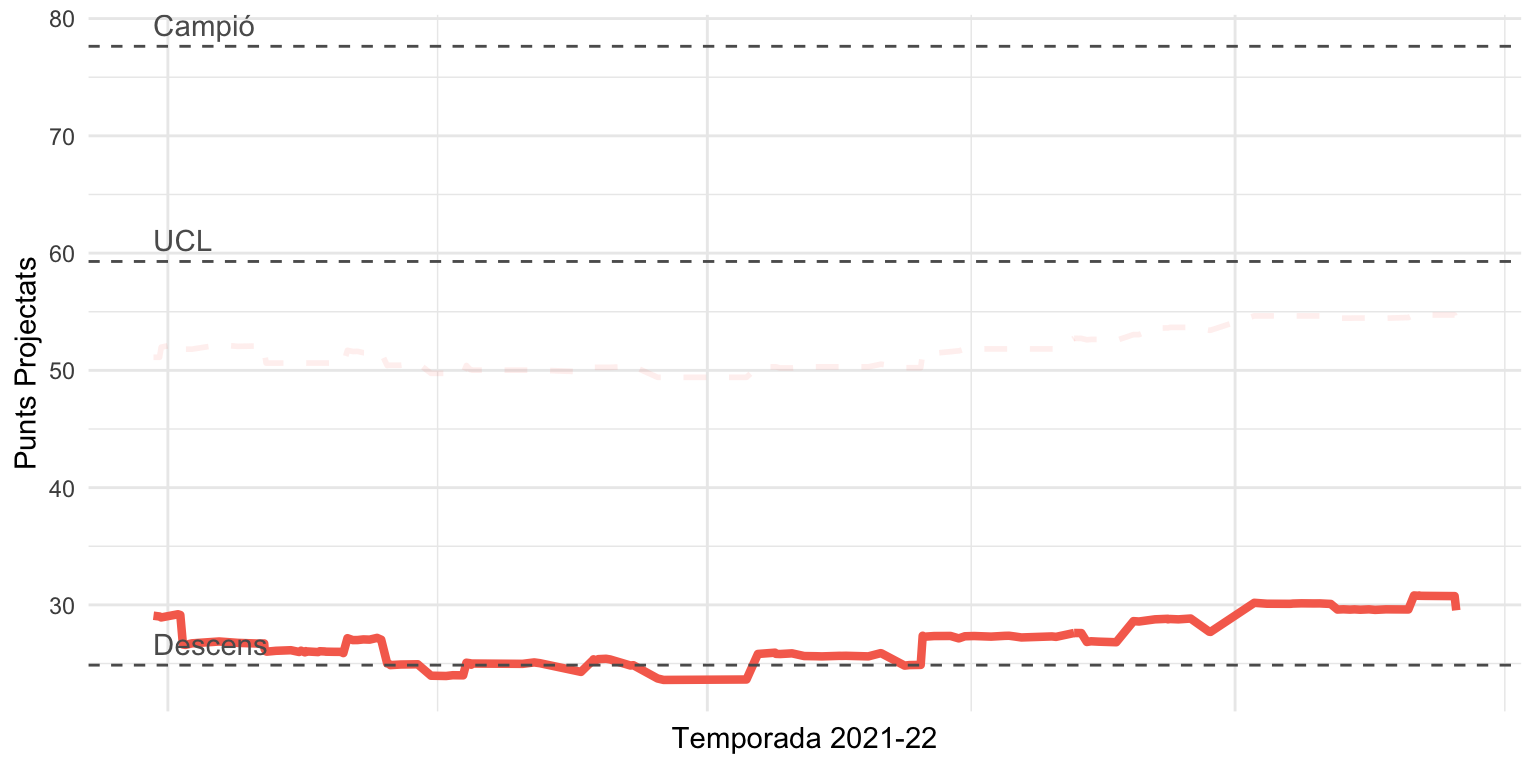 80
Campió
70
UCL
60
50
40
30
Descens
Punts Projectats
Temporada 2021-22